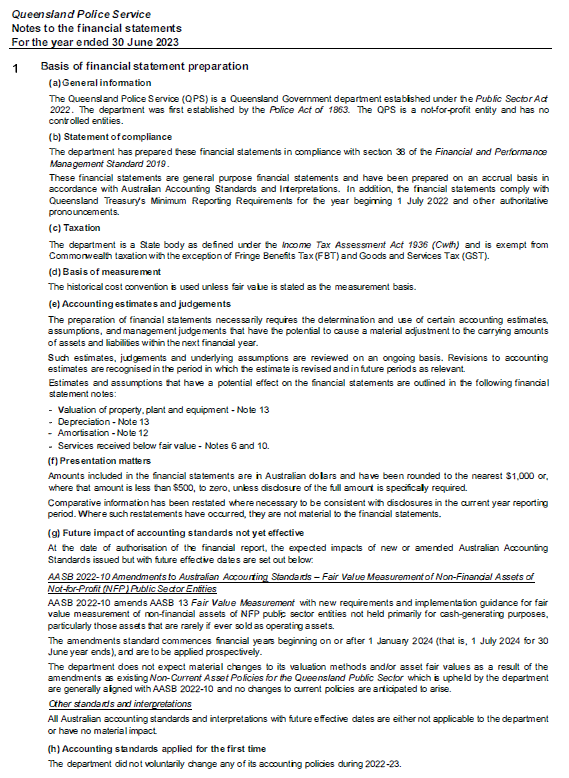 Queensland Police Service
Notes to the financial statements
For the year ended 30 June 2023
1 Basis of financial statement preparation
(a) General information
The Queensland Police Service (QPS) is a Queensland Government department established under the Public Sector Act
2022. The department was first established by the Police Act of 1863. The QPS is a not-for-profit entity and has no
controlled entities.
(b) Statement of compliance
The department has prepared these financial statements in compliance with section 38 of the Financial and Performance
Management Standard 2019.
These financial statements are general purpose financial statements and have been prepared on an accrual basis in
accordance with Australian Accounting Standards and Interpretations. In addition, the financial statements comply with
Queensland Treasury's Minimum Reporting Requirements for the year beginning 1 July 2022 and other authoritative
pronouncements.
(c) Taxation
The department is a State body as defined under the Income Tax Assessment Act 1936 (Cwth) and is exempt from
Commonwealth taxation with the exception of Fringe Benefits Tax (FBT) and Goods and Services Tax (GST).
(d) Basis of measurement
The historical cost convention is used unless fair value is stated as the measurement basis.
(e) Accounting estimates and judgements
The preparation of financial statements necessarily requires the determination and use of certain accounting estimates,
assumptions, and management judgements that have the potential to cause a material adjustment to the carrying amounts
of assets and liabilities within the next financial year.
Such estimates, judgements and underlying assumptions are reviewed on an ongoing basis. Revisions to accounting
estimates are recognised in the period in which the estimate is revised and in future periods as relevant.
Estimates and assumptions that have a potential effect on the financial statements are outlined in the following financial
statement notes:
- Valuation of property, plant and equipment - Note 13
- Depreciation - Note 13
- Amortisation - Note 12
- Services received below fair value - Notes 6 and 10.
(f) Presentation matters
Amounts included in the financial statements are in Australian dollars and have been rounded to the nearest $1,000 or,
where that amount is less than $500, to zero, unless disclosure of the full amount is specifically required.
Comparative information has been restated where necessary to be consistent with disclosures in the current year reporting
period. Where such restatements have occurred, they are not material to the financial statements.
(g) Future impact of accounting standards not yet effective
At the date of authorisation of the financial report, the expected impacts of new or amended Australian Accounting
Standards issued but with future effective dates are set out below:
AASB 2022-10 Amendments to Australian Accounting Standards – Fair Value Measurement of Non-Financial Assets of
Not-for-Profit (NFP) Public Sector Entities
AASB 2022-10 amends AASB 13 Fair Value Measurement with new requirements and implementation guidance for fair
value measurement of non-financial assets of NFP public sector entities not held primarily for cash-generating purposes,
particularly those assets that are rarely if ever sold as operating assets.
The amendments standard commences financial years beginning on or after 1 January 2024 (that is, 1 July 2024 for 30
June year ends), and are to be applied prospectively.
The department does not expect material changes to its valuation methods and/or asset fair values as a result of the
amendments as existing Non-Current Asset Policies for the Queensland Public Sector which is upheld by the department
are generally aligned with AASB 2022-10 and no changes to current policies are anticipated to arise.
Other standards and interpretations
All Australian accounting standards and interpretations with future effective dates are either not applicable to the department
or have no material impact.
(h) Accounting standards applied for the first time
The department did not voluntarily change any of its accounting policies during 2022-23.